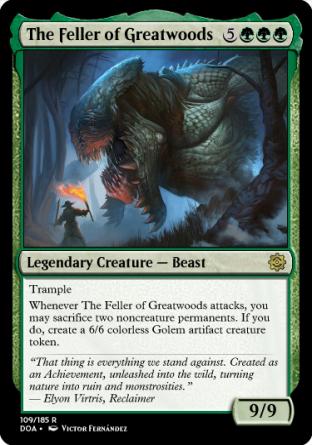 The Feller of Greatwoods 5
Legendary Creature — Beast
Trample
Whenever The Feller of Greatwoods attacks, you
may sacrifice two noncreature permanents. If you
do, create a 6/6 colorless Golem artifact creature
token.
“That thing is everything we stand against. Created as
an Achievement, unleashed into the wild, turning
nature into ruin and monstrosities.”
— Elyon Virtris, Reclaimer
9/9
109/185 R
DOA • VICTOR FERNÁNDEZ